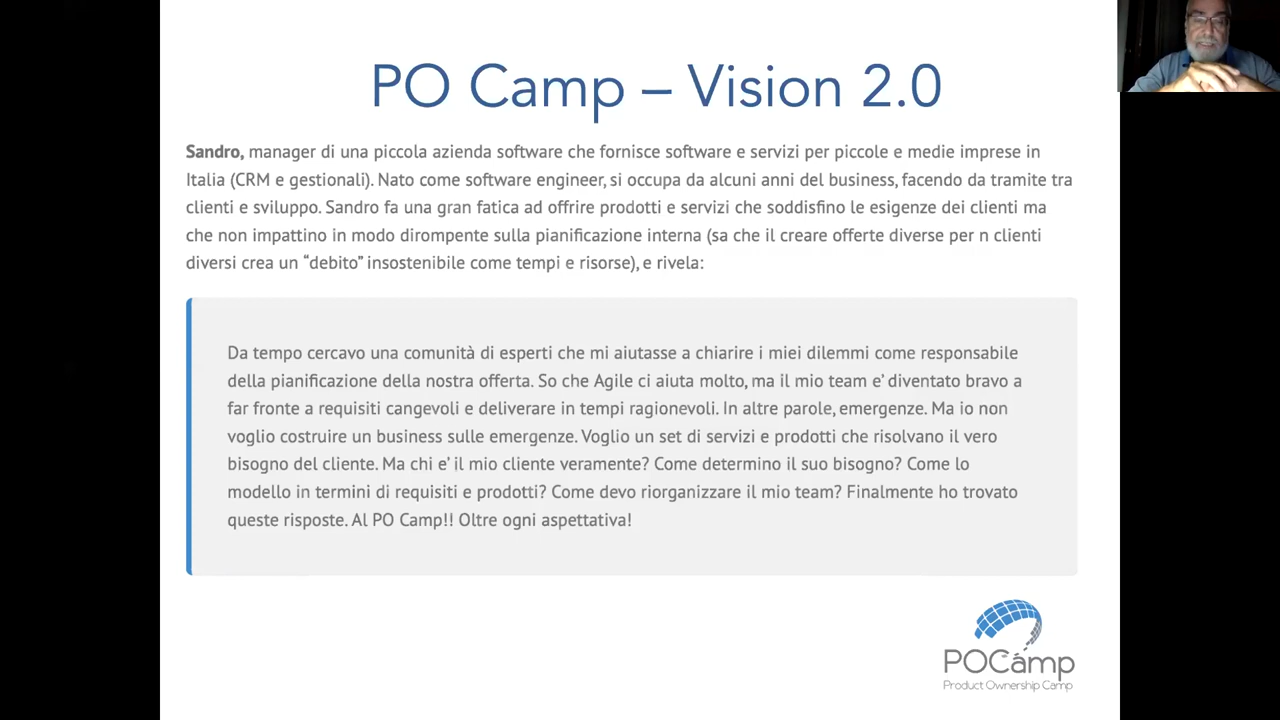 PO Camp – Vision 2.0
Sandro, manager di una piccola azienda software che fornisce software e servizi per piccole e medie imprese in
Italia (CRM e gestionali). Nato come software engineer, si occupa da alcuni anni del business, facendo da tramite tra
clienti e sviluppo. Sandro fa una gran fatica ad offrire prodotti e servizi che soddisfino le esigenze dei clienti ma
che non impattino in modo dirompente sulla pianificazione interna (sa che il creare offerte diverse per n clienti
diversi crea un “debito” insostenibile come tempi e risorse), e rivela:
Da tempo cercavo una comunità di esperti che mi aiutasse a chiarire i miei dilemmi come responsabile
della pianificazione della nostra offerta. So che Agile ci aiuta molto, ma il mio team e’ diventato bravo a
far fronte a requisiti cangevoli e deliverare in tempi ragionevoli. In altre parole, emergenze. Ma io non
voglio costruire un business sulle emergenze. Voglio un set di servizi e prodotti che risolvano il vero
bisogno del cliente. Ma chi e’ il mio cliente veramente? Come determino il suo bisogno? Come lo
modello in termini di requisiti e prodotti? Come devo riorganizzare il mio team? Finalmente ho trovato
queste risposte. Al PO Camp!! Oltre ogni aspettativa!
POCamp
Product Ownership Camp